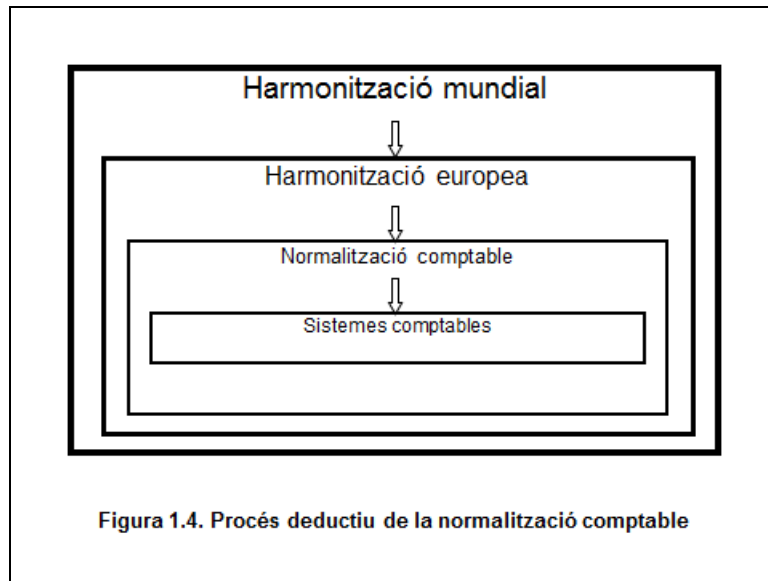 Harmonització mundial
Harmonització europea
Normalització comptable
Sistemes comptables
Figura 1.4. Procés deductiu de la normalització comptable